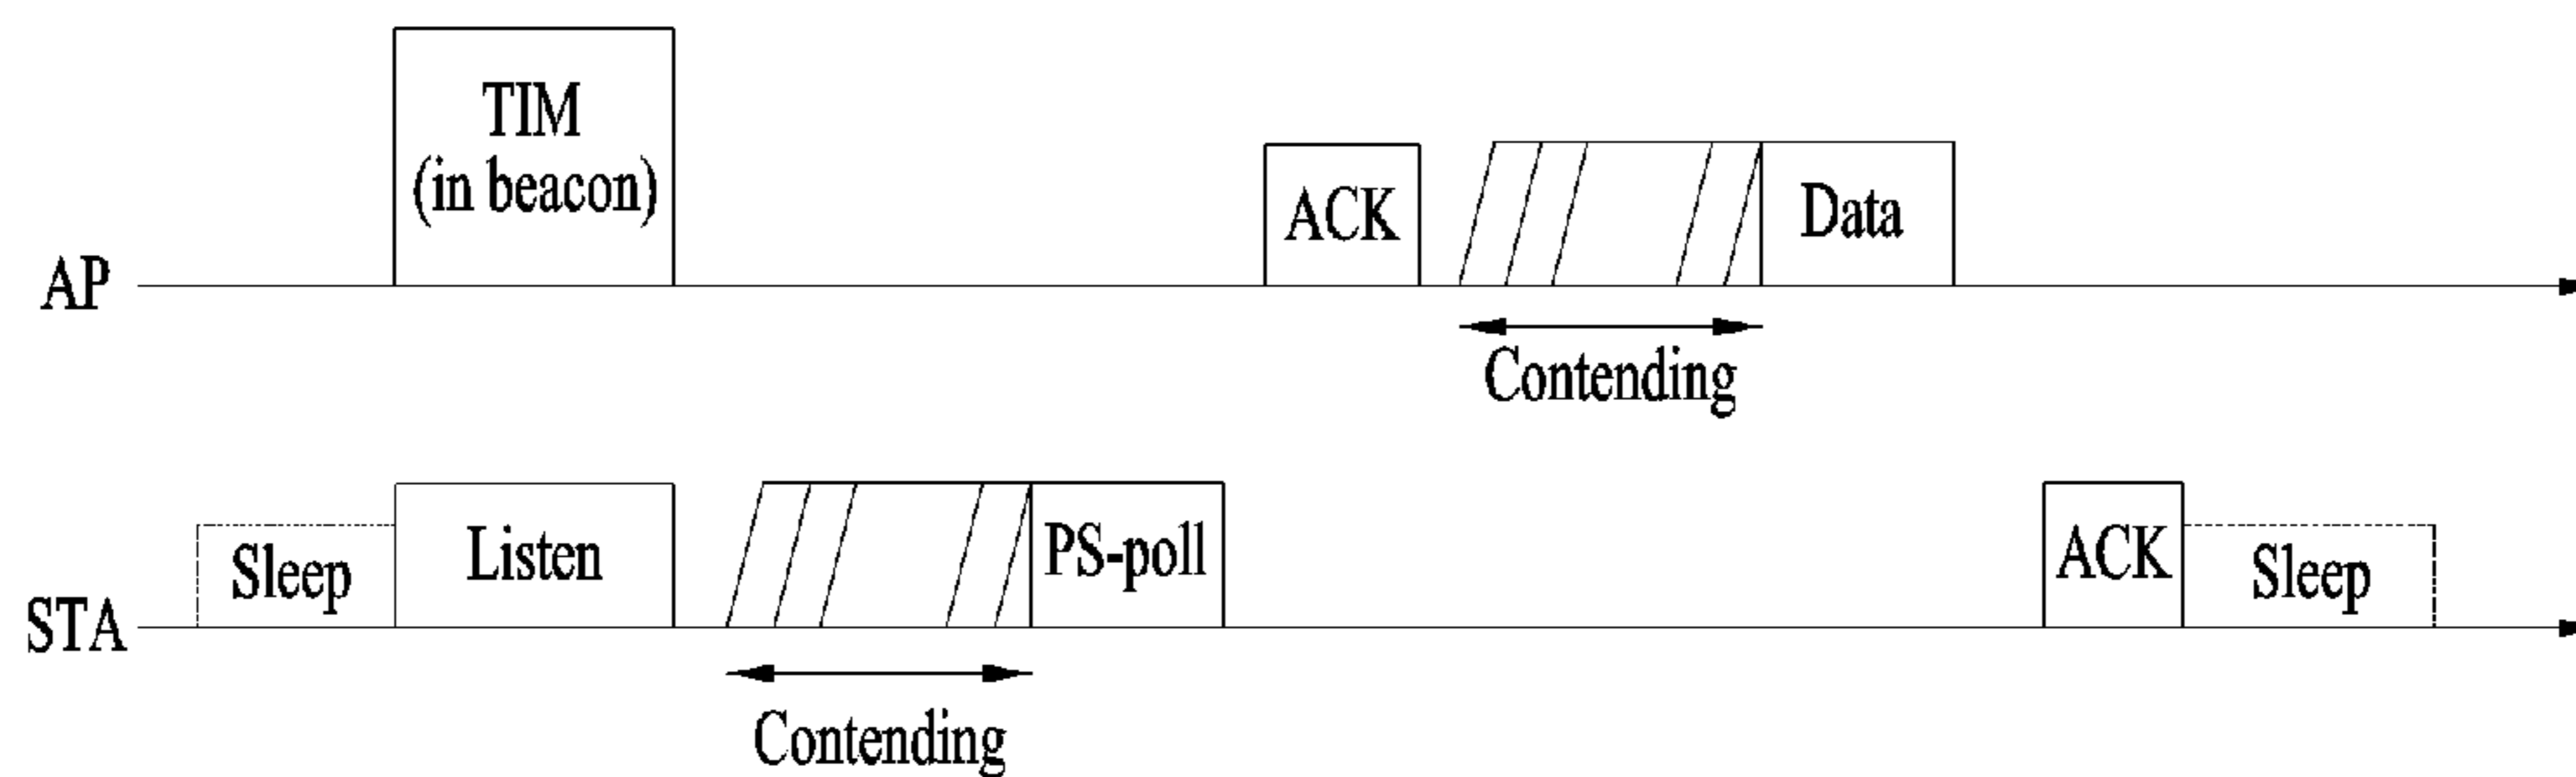 TIM
(in beacon)
ACK
Data
AP
Contending
Sleep
Listen
PS-poll
ACK
Sleep
STA
Contending